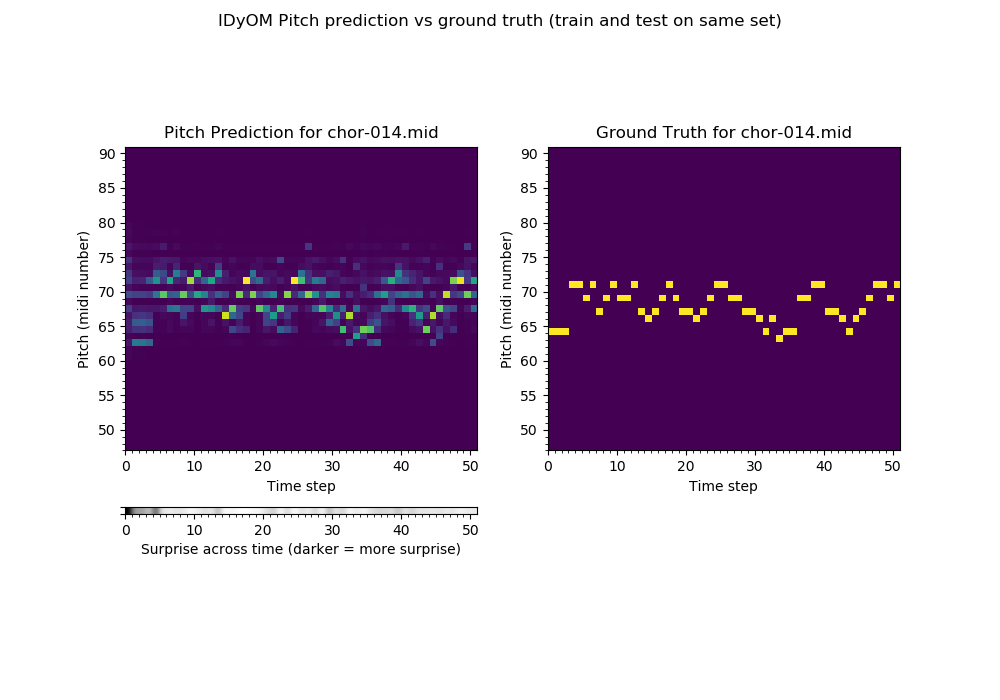 IDyOM Pitch prediction vs ground truth (train and test on same set)
Pitch Prediction for chor-014.mid
90
85
80
75
70
65
60
55
50
Pitch (midi number)
0 10 20 30 40 50
Time step
0 10 20 30 40 50
Surprise across time (darker = more surprise)
Ground Truth for chor-014.mid
90
85
80
75
70
65
60
55
50
Pitch (midi number)
0 10 20 30 40 50
Time step